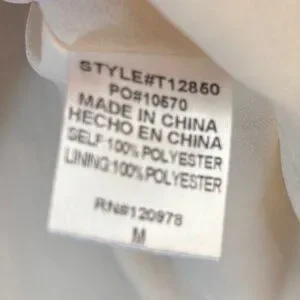 STYLE#T12850
PO#10570
MADE IN CHINA
HECHO EN CHINA
SELF:100% POLYESTER
LINING:100% POLYESTER
RN#120978
M